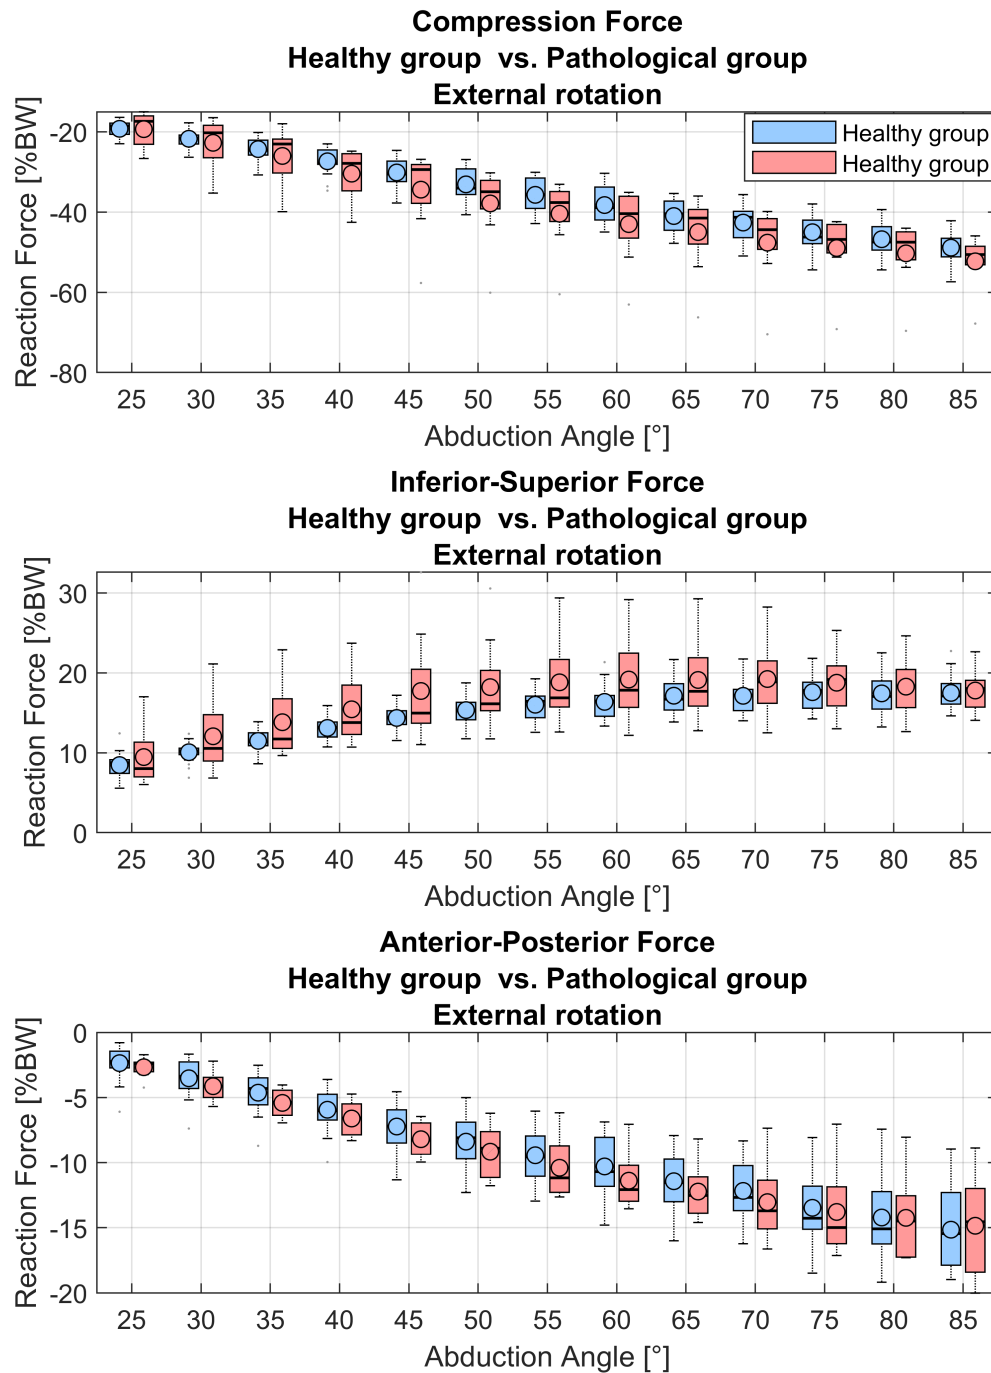 Compression Force
Healthy group  vs. Pathological group
External rotation
Reaction Force [%BW]
-20
-40
-60
-80
Healthy group
Healthy group
25 30 35 40 45 50 55 60 65 70 75 80 85
Abduction Angle [°]
Inferior-Superior Force
Healthy group  vs. Pathological group
External rotation
Reaction Force [%BW]
30
20
10
0
25 30 35 40 45 50 55 60 65 70 75 80 85
Abduction Angle [°]
Anterior-Posterior Force
Healthy group  vs. Pathological group
External rotation
Reaction Force [%BW]
0
-5
-10
-15
-20
25 30 35 40 45 50 55 60 65 70 75 80 85
Abduction Angle [°]